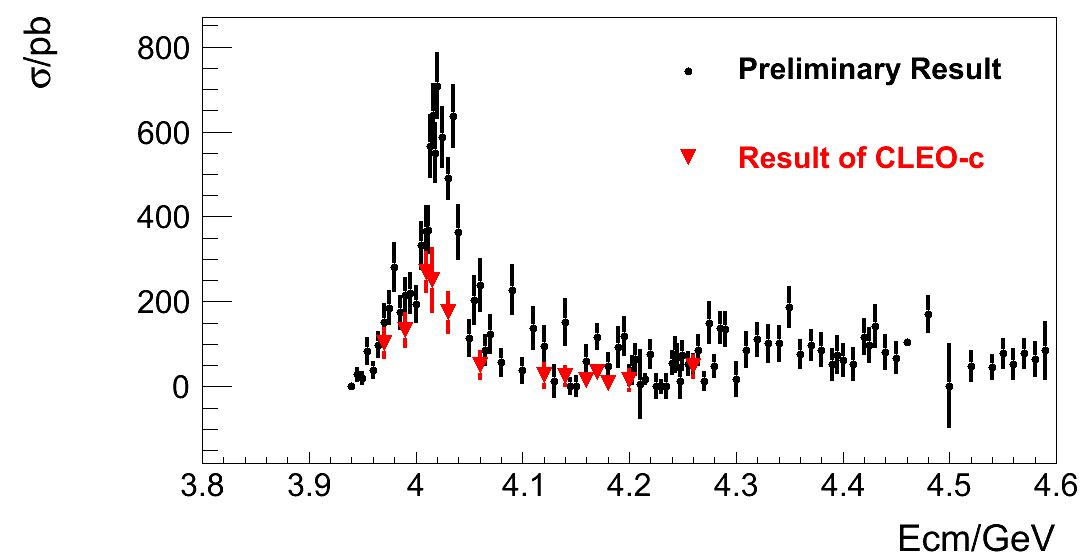 σ/pb
800
600
400
200
0
Preliminary Result
Result of CLEO-c
3.8 3.9 4 4.1 4.2 4.3 4.4 4.5 4.6
Ecm/GeV